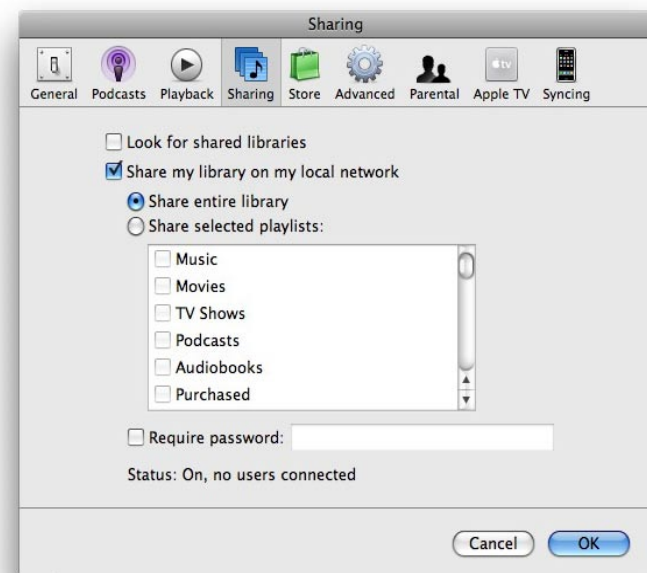 Sharing
General Podcasts Playback Sharing Store Advanced Parental Apple TV Syncing
Look for shared libraries
Share my library on my local network
Share entire library
Share selected playlists:
Music
Movies
TV Shows
Podcasts
Audiobooks
Purchased
Require password:
Status: On, no users connected
Cancel OK